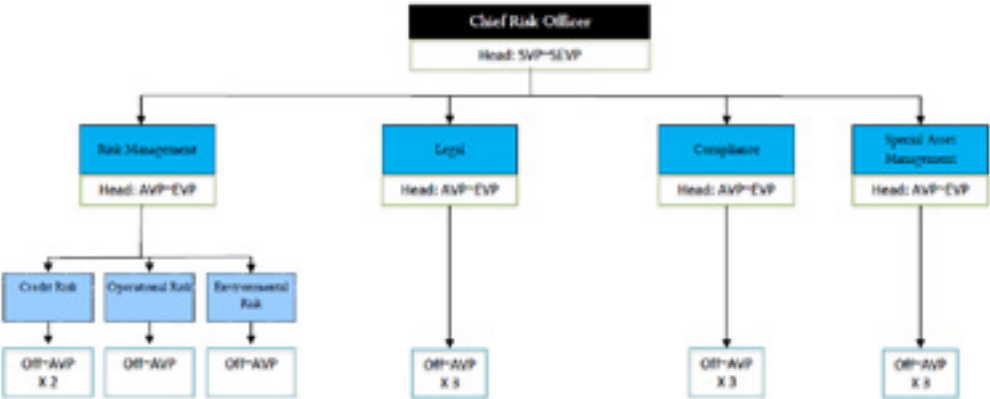 Chief Risk Officer
Head: SVP~SEVP
Risk Management
Legal
Compliance
Special Asset
Management
Head: AVP~EVP
Head: AVP~EVP
Head: AVP~EVP
Head: AVP~EVP
Credit Risk
Operational Risk
Environmental
Risk
Off~AVP
X 2
Off~AVP
Off~AVP
Off~AVP
X 3
Off~AVP
X 3
Off~AVP
X 3